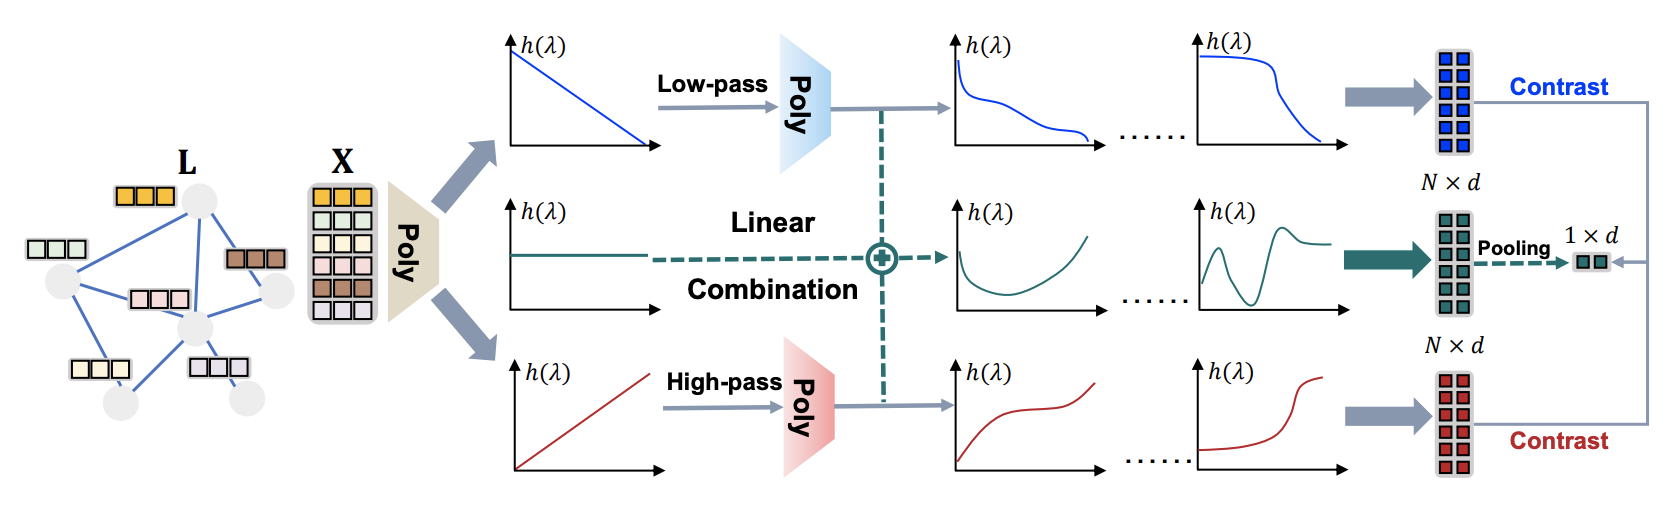 L
X
Poly
h(λ)
Low-pass
Poly
h(λ)
......
h(λ)
Contrast
N × d
h(λ)
Linear
Combination
h(λ)
......
h(λ)
Pooling
1 × d
N × d
h(λ)
High-pass
Poly
h(λ)
......
h(λ)
Contrast